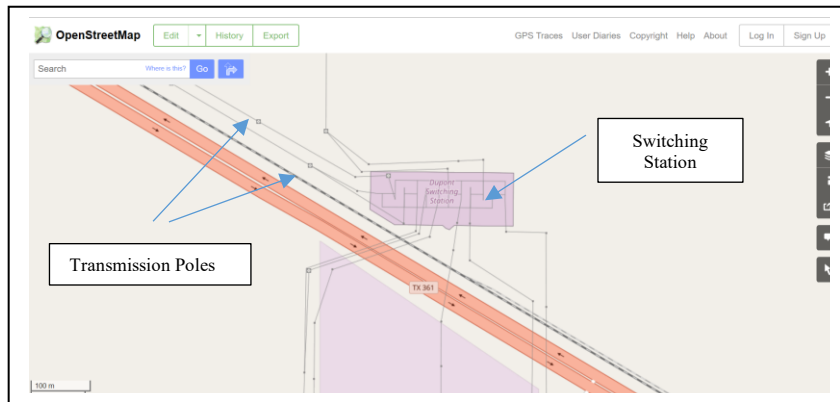 OpenStreetMap
Edit
History
Export
GPS Traces
User Diaries
Copyright
Help
About
Log In
Sign Up
Search
Where is this?
Go
Switching
Station
Dupont
Switching
Station
Transmission Poles
TX 361
100 m